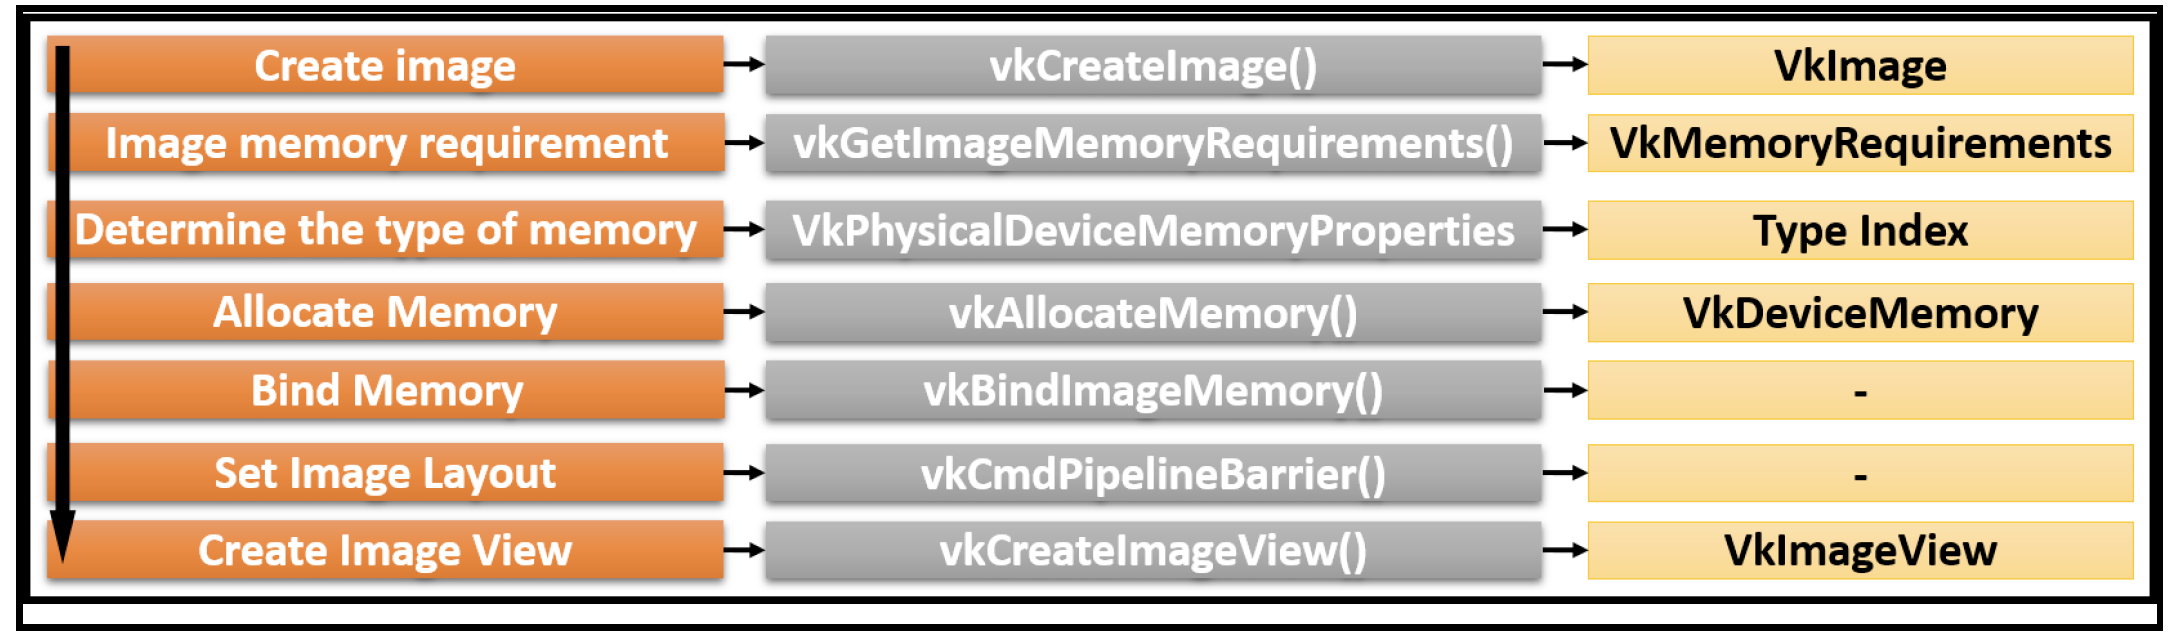 Create image
vkCreateImage()
VkImage
Image memory requirement
vkGetImageMemoryRequirements()
VkMemoryRequirements
Determine the type of memory
VkPhysicalDeviceMemoryProperties
Type Index
Allocate Memory
vkAllocateMemory()
VkDeviceMemory
Bind Memory
vkBindImageMemory()
-
Set Image Layout
vkCmdPipelineBarrier()
-
Create Image View
vkCreateImageView()
VkImageView